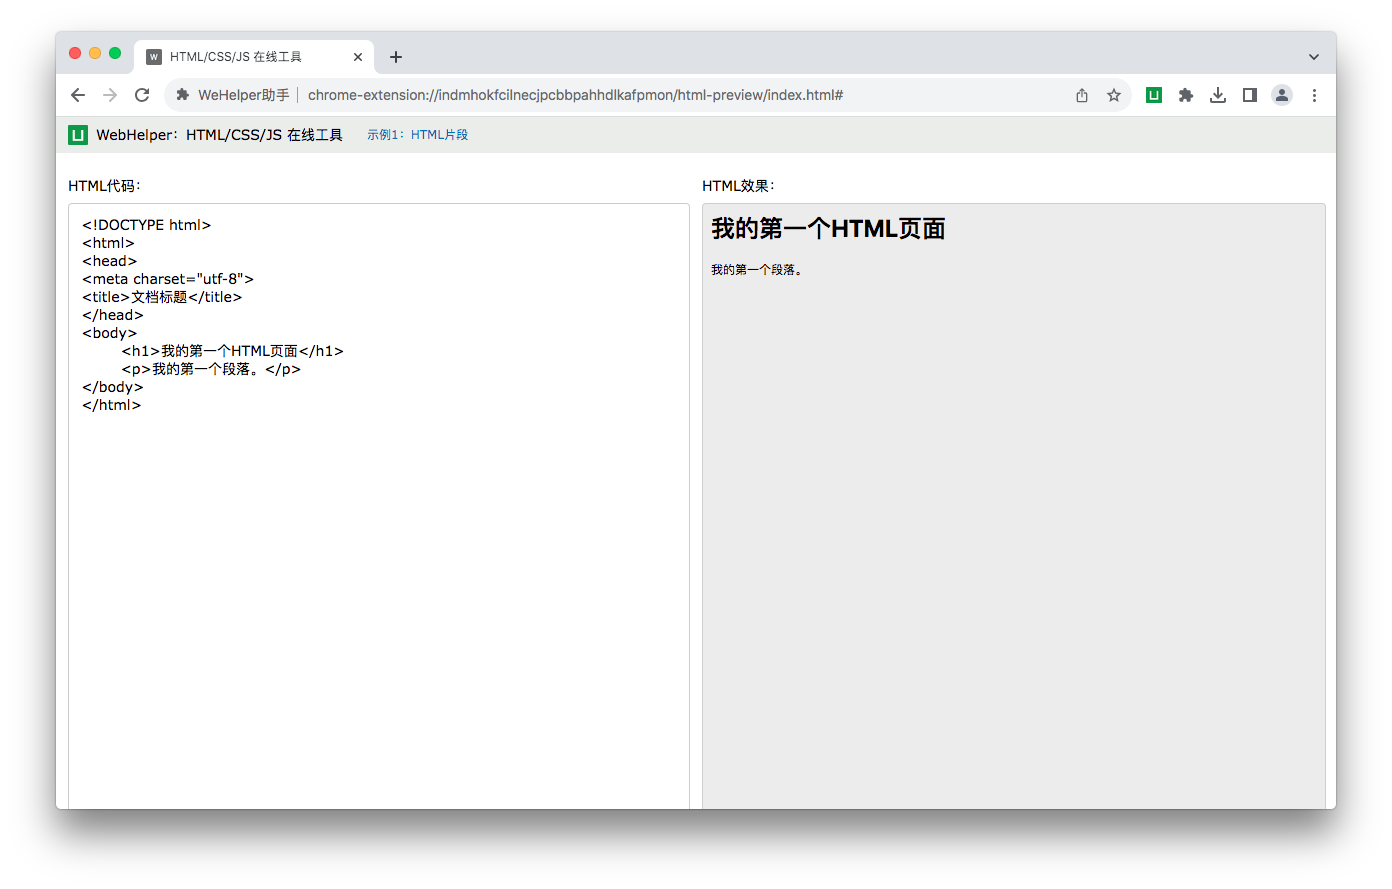 W HTML/CSS/JS 在线工具
WeHelper助手 chrome-extension://indmhokfcilnecjpcbbpahhdlkafpmon/html-preview/index.html#
WebHelper：HTML/CSS/JS 在线工具 示例1：HTML片段
HTML代码：
<!DOCTYPE html>
<html>
<head>
<meta charset="utf-8">
<title>文档标题</title>
</head>
<body>
<h1>我的第一个HTML页面</h1>
<p>我的第一个段落。</p>
</body>
</html>
HTML效果：
我的第一个HTML页面
我的第一个段落。